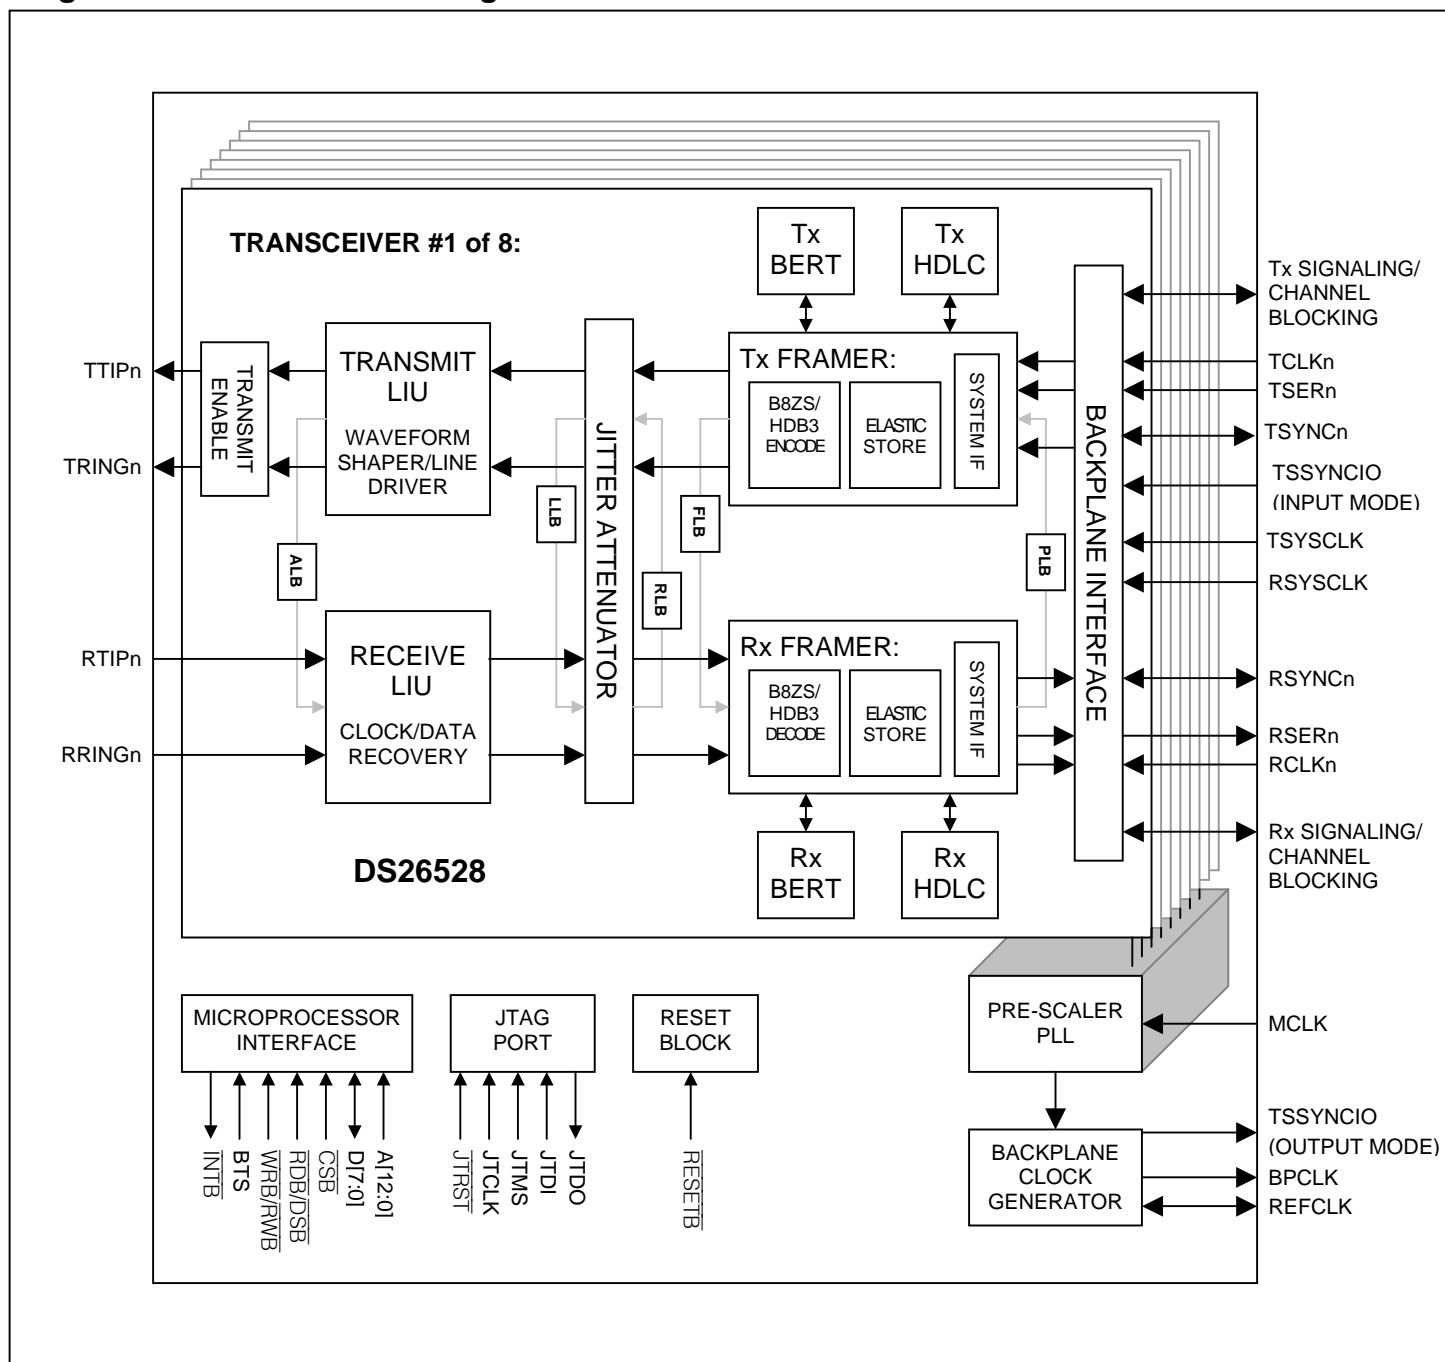 TRANSCEIVER #1 of 8:
Tx
BERT
Tx
HDLC
Tx SIGNALING/
CHANNEL
BLOCKING
TTIPn
TRANSMIT
ENABLE
TRINGn
TRANSMIT
LIU
WAVEFORM
SHAPER/LINE
DRIVER
JITTER ATTENUATOR
Tx FRAMER:
B8ZS/
HDB3
ENCODE
ELASTIC
STORE
SYSTEM IF
BACKPLANE INTERFACE
TCLKn
TSERn
TSYNCn
TSSYNCIO
(INPUT MODE)
TSYSCLK
RSYSCLK
ALB
LLB
RLB
FLB
PLB
RTIPn
RRINGn
RECEIVE
LIU
CLOCK/DATA
RECOVERY
Rx FRAMER:
B8ZS/
HDB3
DECODE
ELASTIC
STORE
SYSTEM IF
RSYNCn
RSERn
RCLKn
Rx SIGNALING/
CHANNEL
BLOCKING
DS26528
Rx
BERT
Rx
HDLC
MICROPROCESSOR
INTERFACE
JTAG
PORT
RESET
BLOCK
PRE-SCALER
PLL
MCLK
INTB
BTS
WRB/RWB
RDB/DSB
CSB
D[7:0]
A[12:0]
JTRST
JTCLK
JTMS
JTDI
JTDO
RESETB
BACKPLANE
CLOCK
GENERATOR
TSSYNCIO
(OUTPUT MODE)
BPCLK
REFCLK